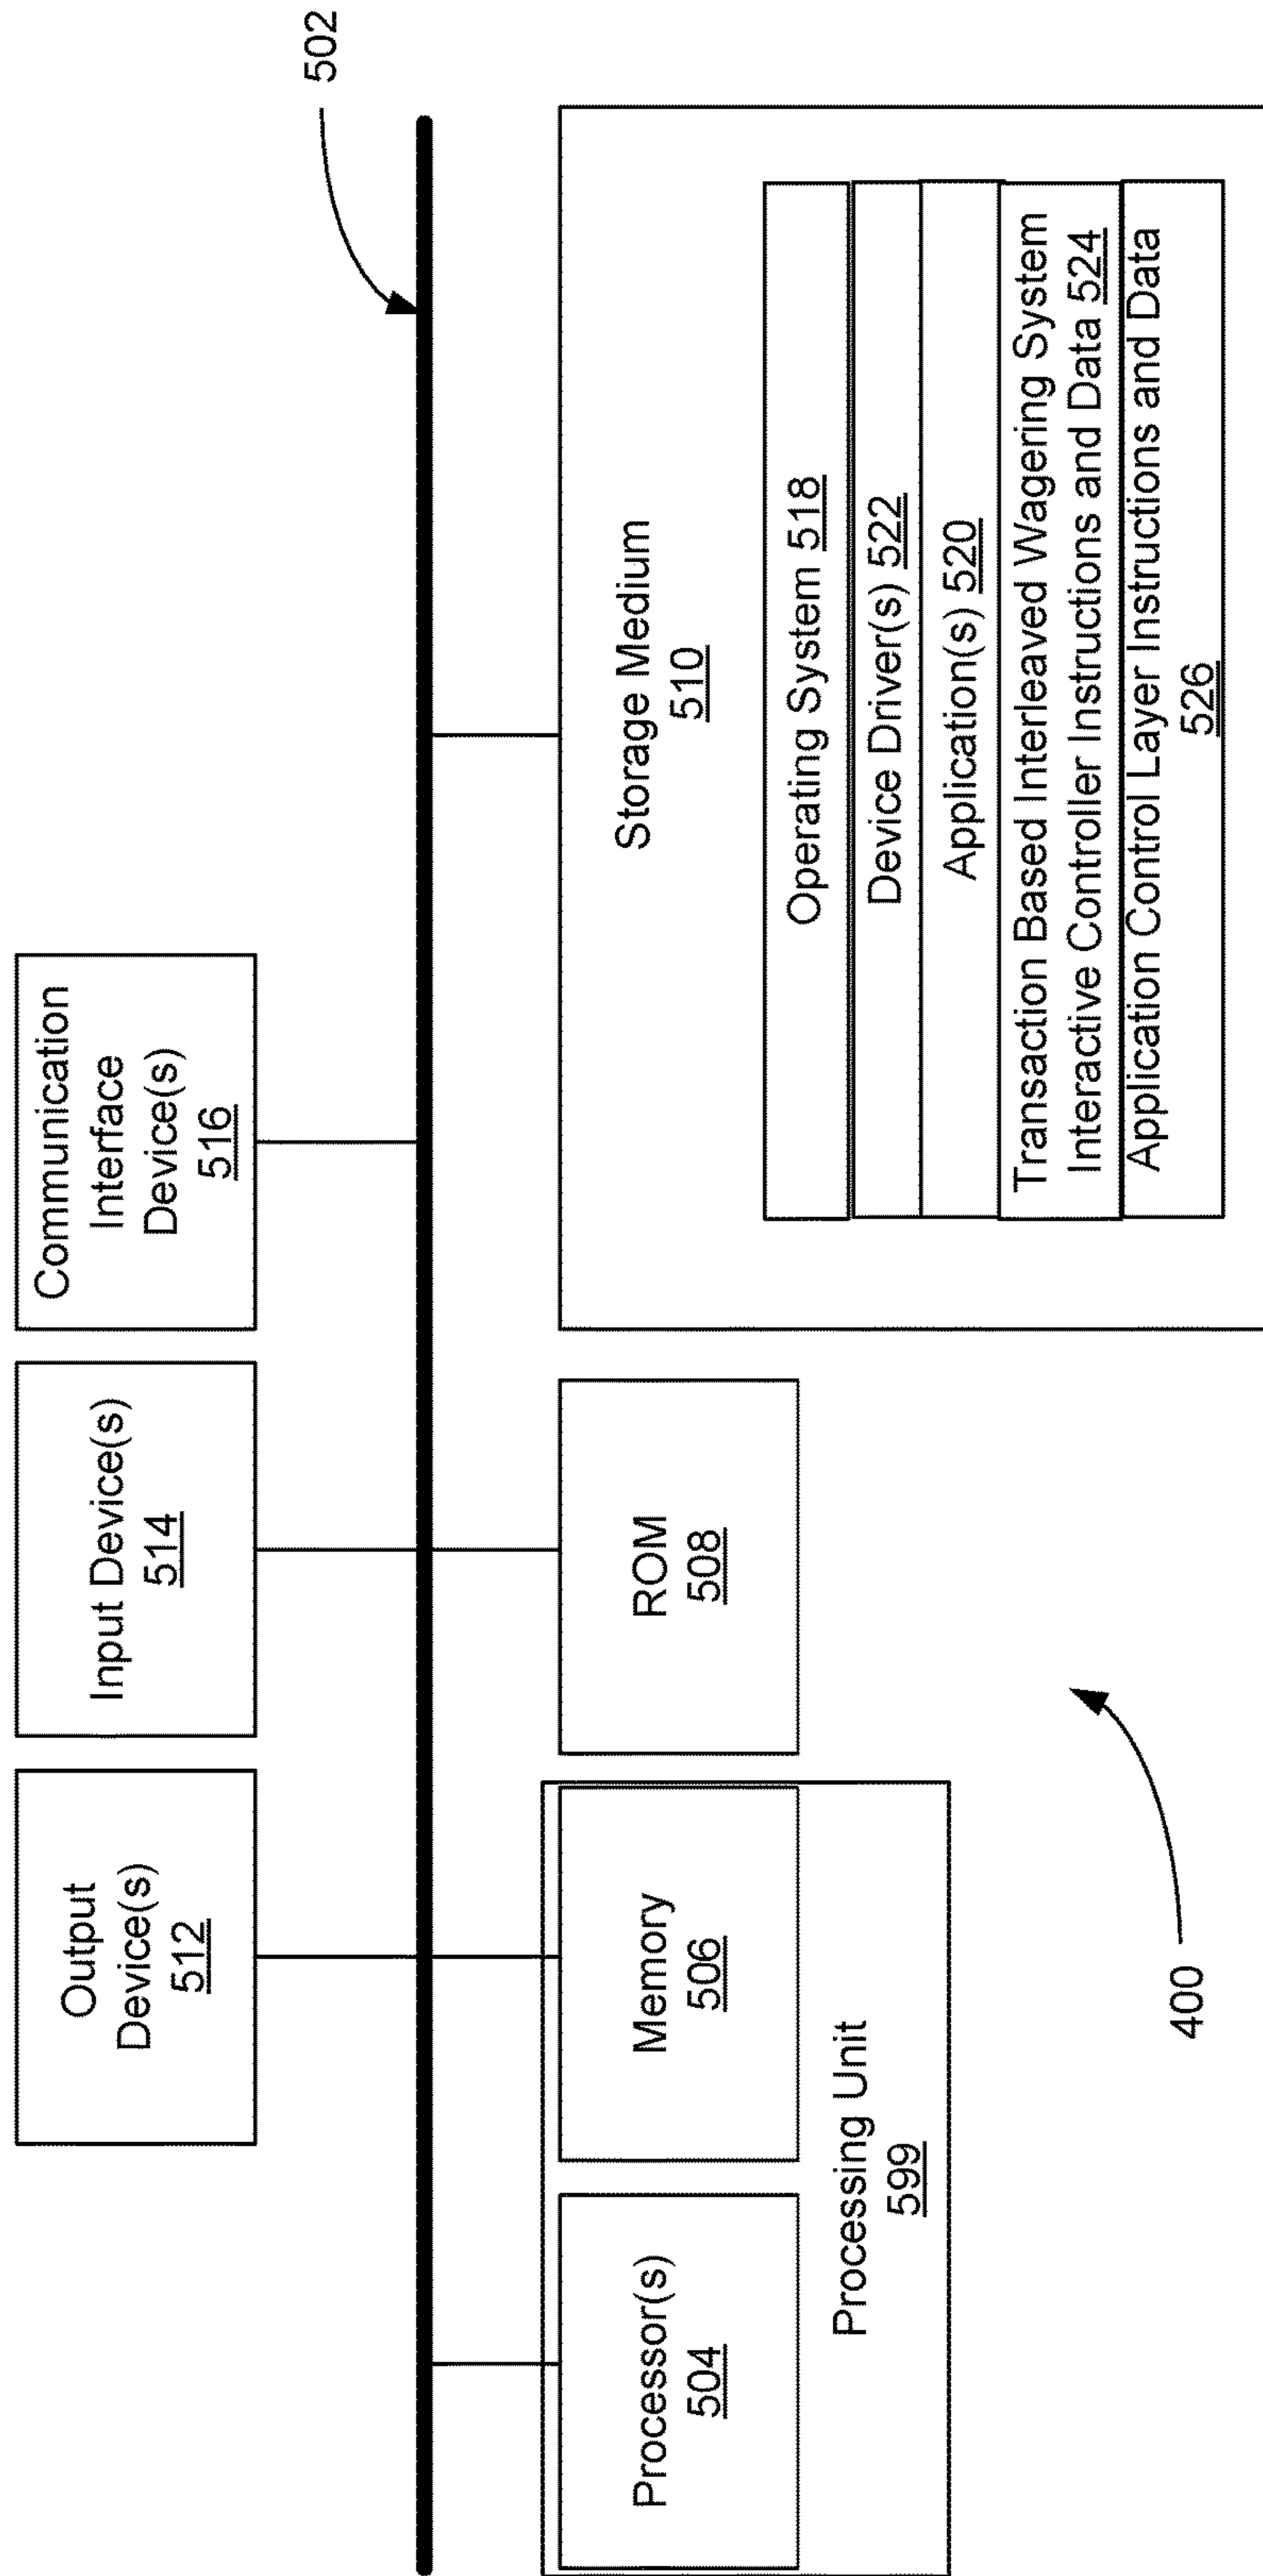 502
Output
Device(s)
512
Input Device(s)
514
Communication
Interface
Device(s)
516
Processor(s)
504
Memory
506
Processing Unit
599
ROM
508
Storage Medium
510
Operating System 518
Device Driver(s) 522
Application(s) 520
Transaction Based Interleaved Wagering System
Interactive Controller Instructions and Data 524
Application Control Layer Instructions and Data
526
400